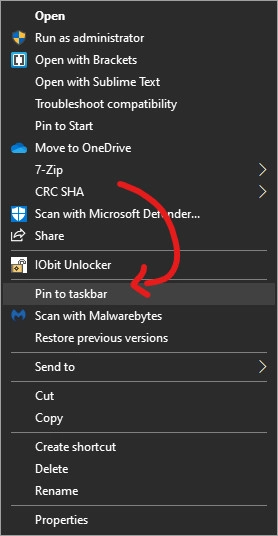 Open
Run as administrator
Open with Brackets
Open with Sublime Text
Troubleshoot compatibility
Pin to Start
Move to OneDrive
7-Zip
CRC SHA
Scan with Microsoft Defender...
Share
IObit Unlocker
Pin to taskbar
Scan with Malwarebytes
Restore previous versions
Send to
Cut
Copy
Create shortcut
Delete
Rename
Properties